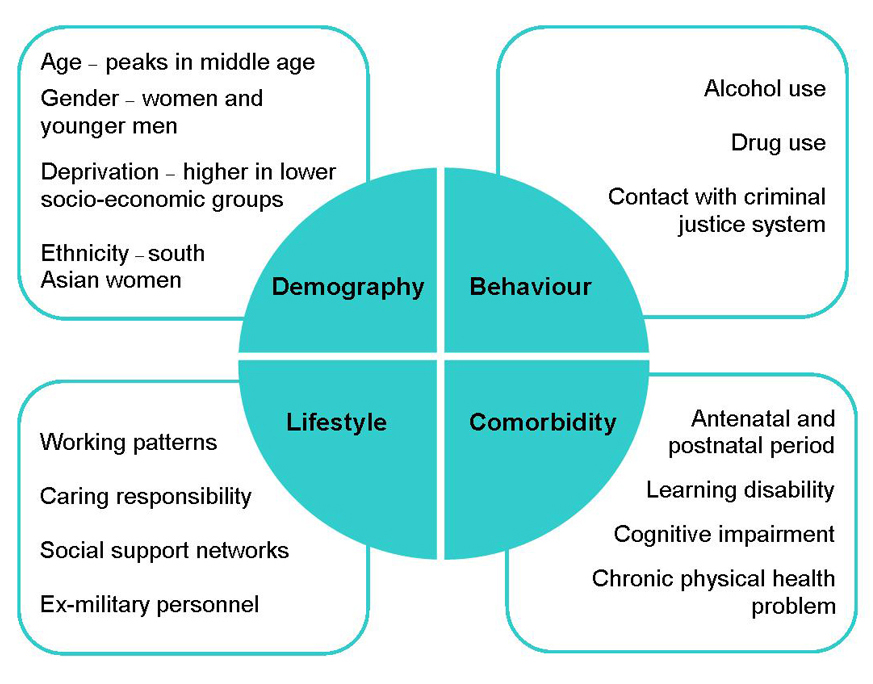 Age – peaks in middle age
Gender – women and
younger men
Deprivation – higher in lower
socio-economic groups
Ethnicity – south
Asian women
Demography
Alcohol use
Drug use
Contact with criminal
justice system
Behaviour
Lifestyle
Working patterns
Caring responsibility
Social support networks
Ex-military personnel
Comorbidity
Antenatal and
postnatal period
Learning disability
Cognitive impairment
Chronic physical health
problem